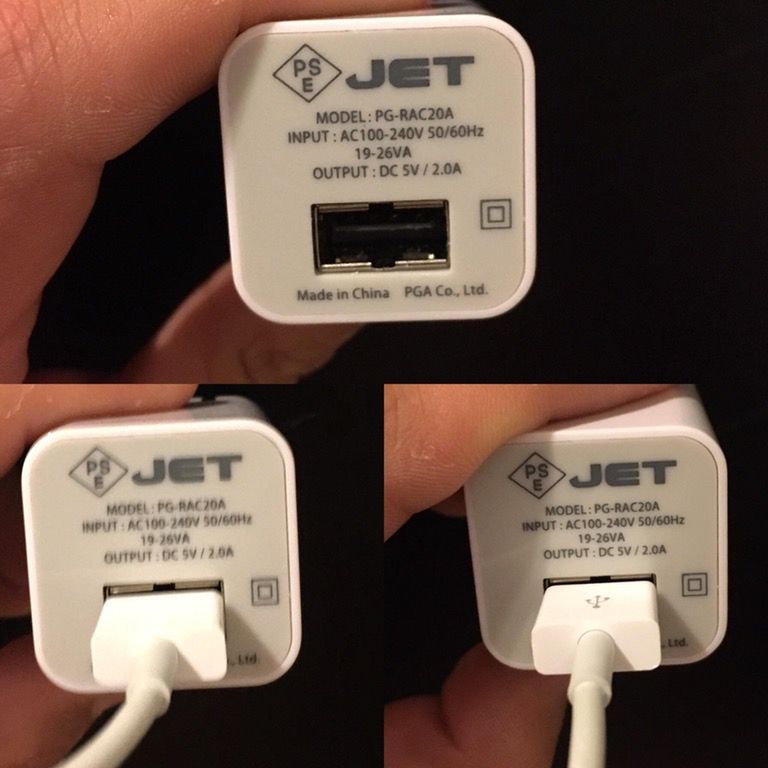 PS E JET
MODEL : PG-RAC20A
INPUT : AC100-240V 50/60Hz
19-26VA
OUTPUT : DC 5V / 2.0A
Made in China PGA Co., Ltd.
PS E JET
MODEL : PG-RAC20A
INPUT : AC100-240V 50/60Hz
19-26VA
OUTPUT : DC 5V / 2.0A
., Ltd.
PS E JET
MODEL : PG-RAC20A
INPUT : AC100-240V 50/60Hz
19-26VA
OUTPUT : DC 5V / 2.0A
Ltd.